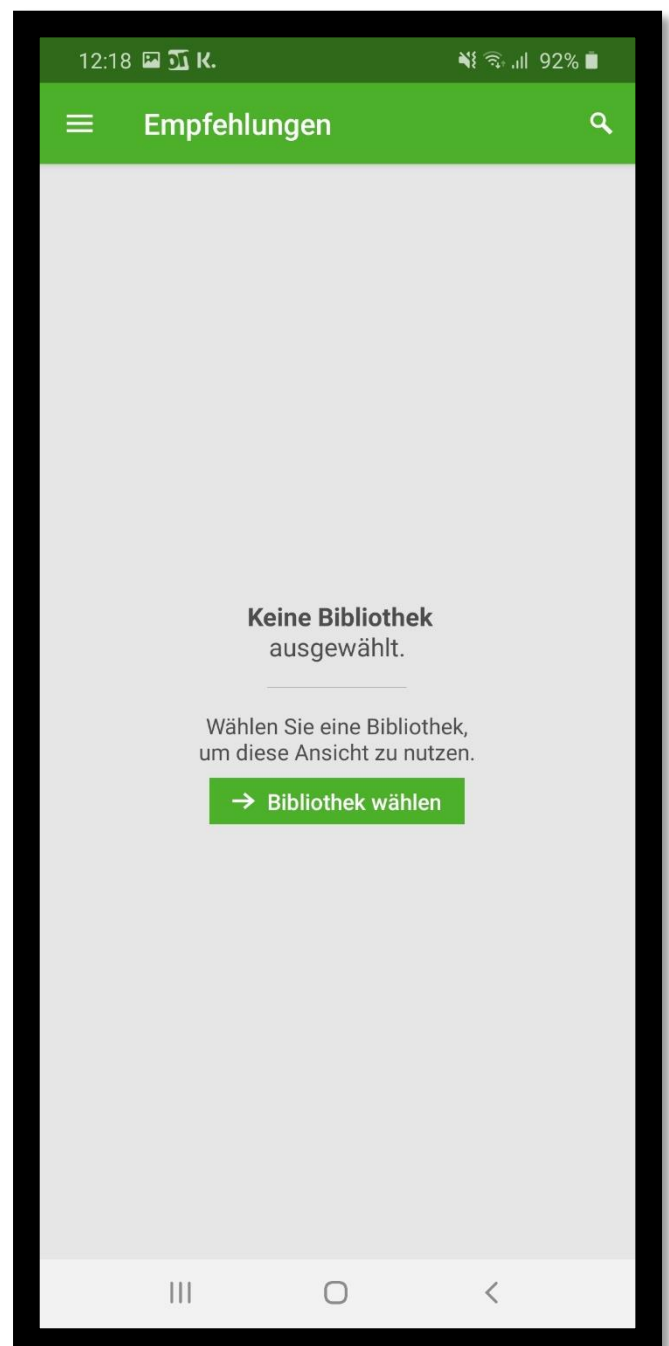 12:18 K. 92%
Empfehlungen
Keine Bibliothek
ausgewählt.
Wählen Sie eine Bibliothek,
um diese Ansicht zu nutzen.
→ Bibliothek wählen